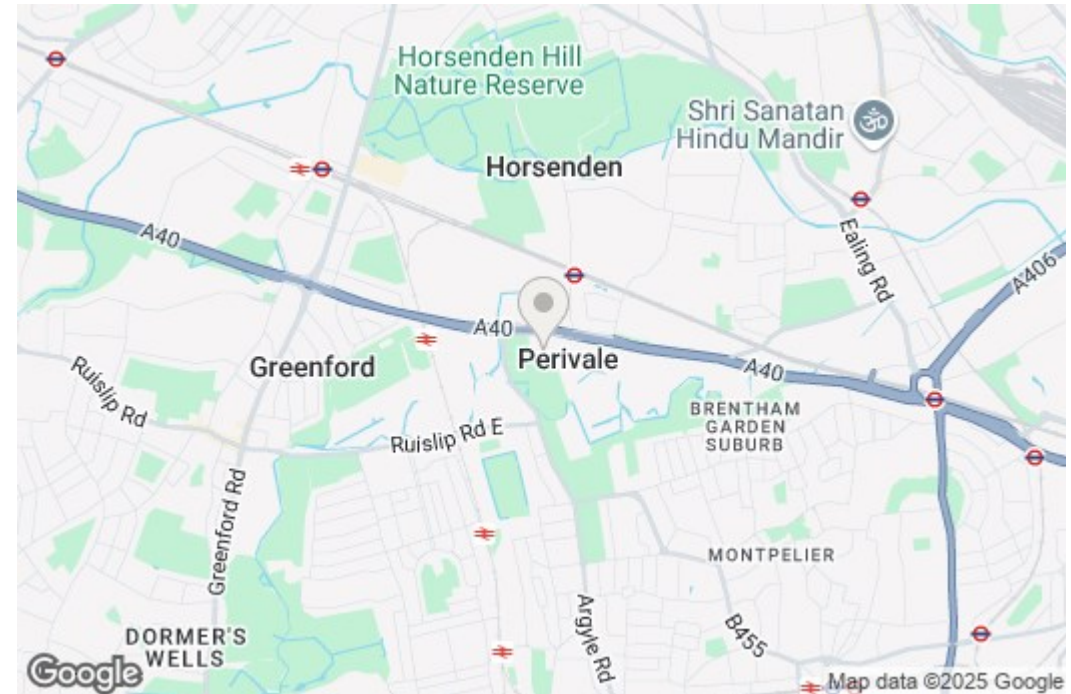 Horsenden Hill
Nature Reserve
Shri Sanatan
Hindu Mandir
Horsenden
A40
Ealing Rd
A406
A40
Perivale
Greenford
A40
Ruislip Rd
BRENTHAM
GARDEN
SUBURB
Ruislip Rd E
Greenford Rd
MONTPELIER
Argyle Rd
B455
DORMER'S
WELLS
Google
Map data ©2025 Google